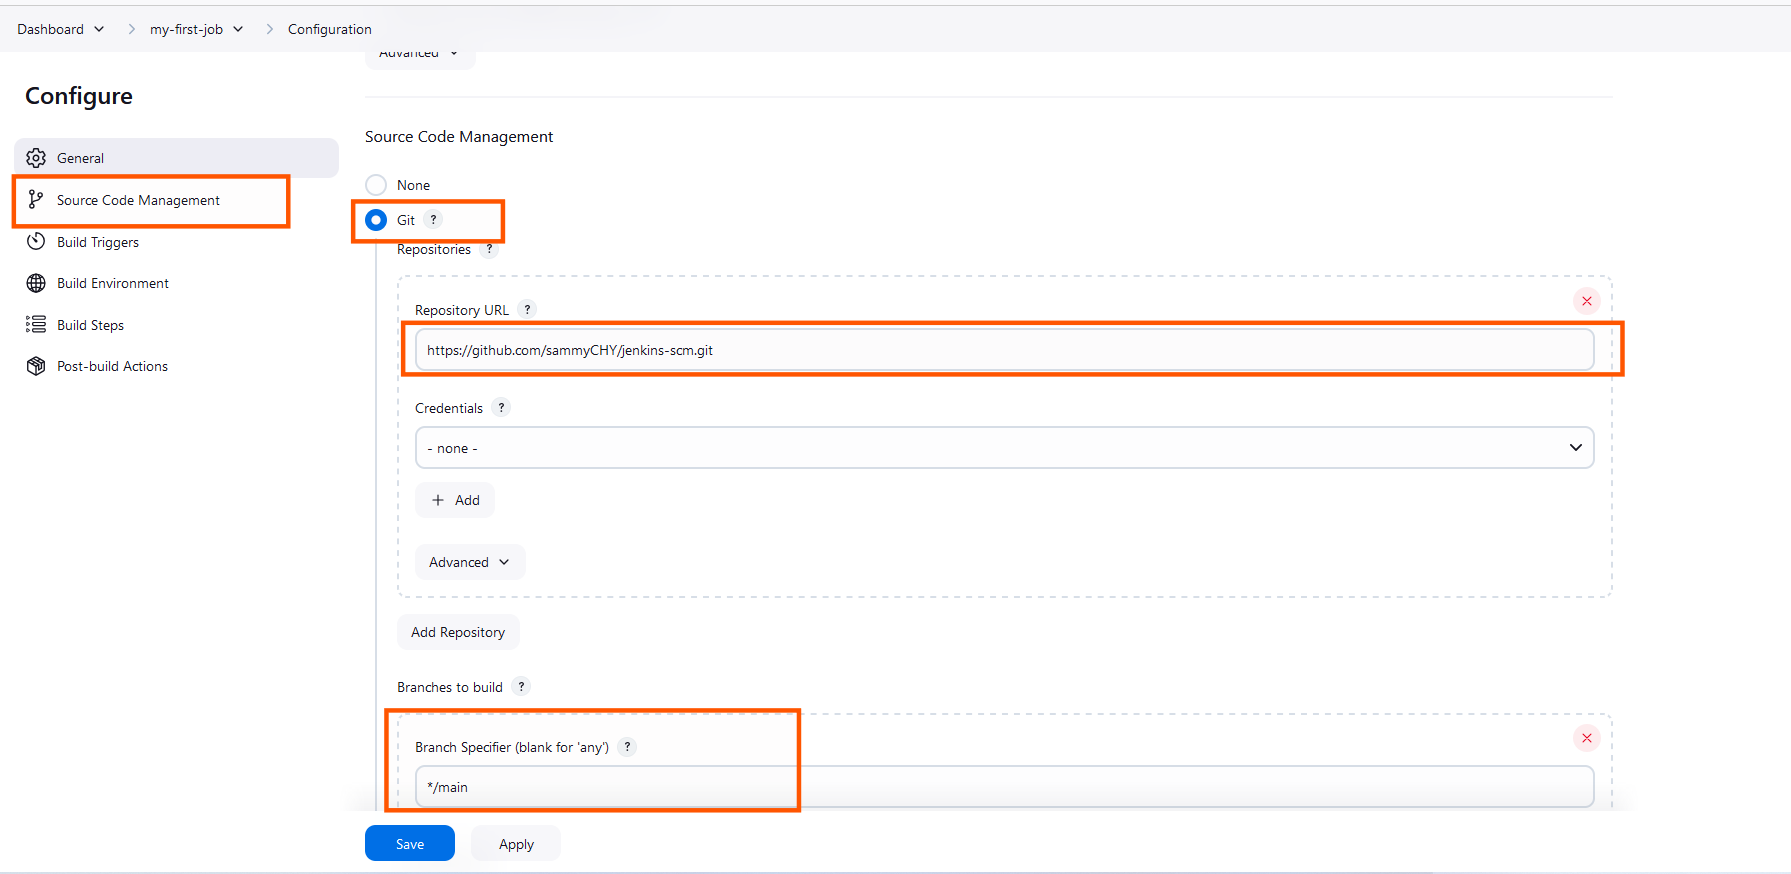 Dashboard
my-first-job
Configuration
Advanced
Configure
General
Source Code Management
Build Triggers
Build Environment
Build Steps
Post-build Actions
Source Code Management
None
Git ?
Repositories ?
Repository URL ?
https://github.com/sammyCHY/jenkins-scm.git
Credentials ?
- none -
+ Add
Advanced
Add Repository
Branches to build ?
Branch Specifier (blank for 'any') ?
*/main
Save
Apply